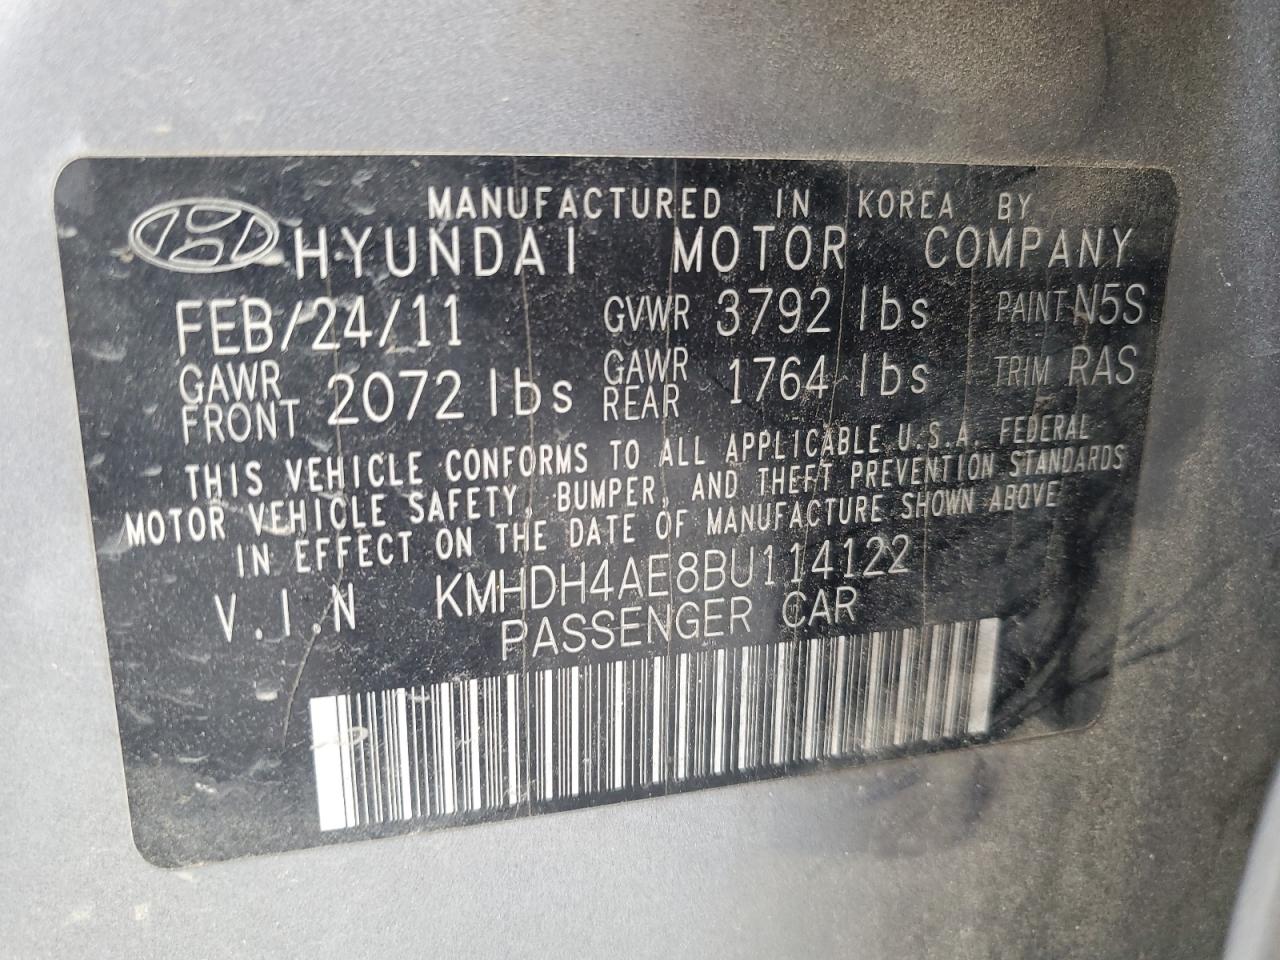 MANUFACTURED IN KOREA BY
HYUNDAI MOTOR COMPANY
FEB/24/11 GVWR 3792 lbs PAINT N5S
GAWR FRONT 2072 lbs GAWR REAR 1764 lbs TRIM RAS
THIS VEHICLE CONFORMS TO ALL APPLICABLE U.S.A. FEDERAL
MOTOR VEHICLE SAFETY, BUMPER, AND THEFT PREVENTION STANDARDS
IN EFFECT ON THE DATE OF MANUFACTURE SHOWN ABOVE
V.I.N KMHDH4AE8BU114122
PASSENGER CAR